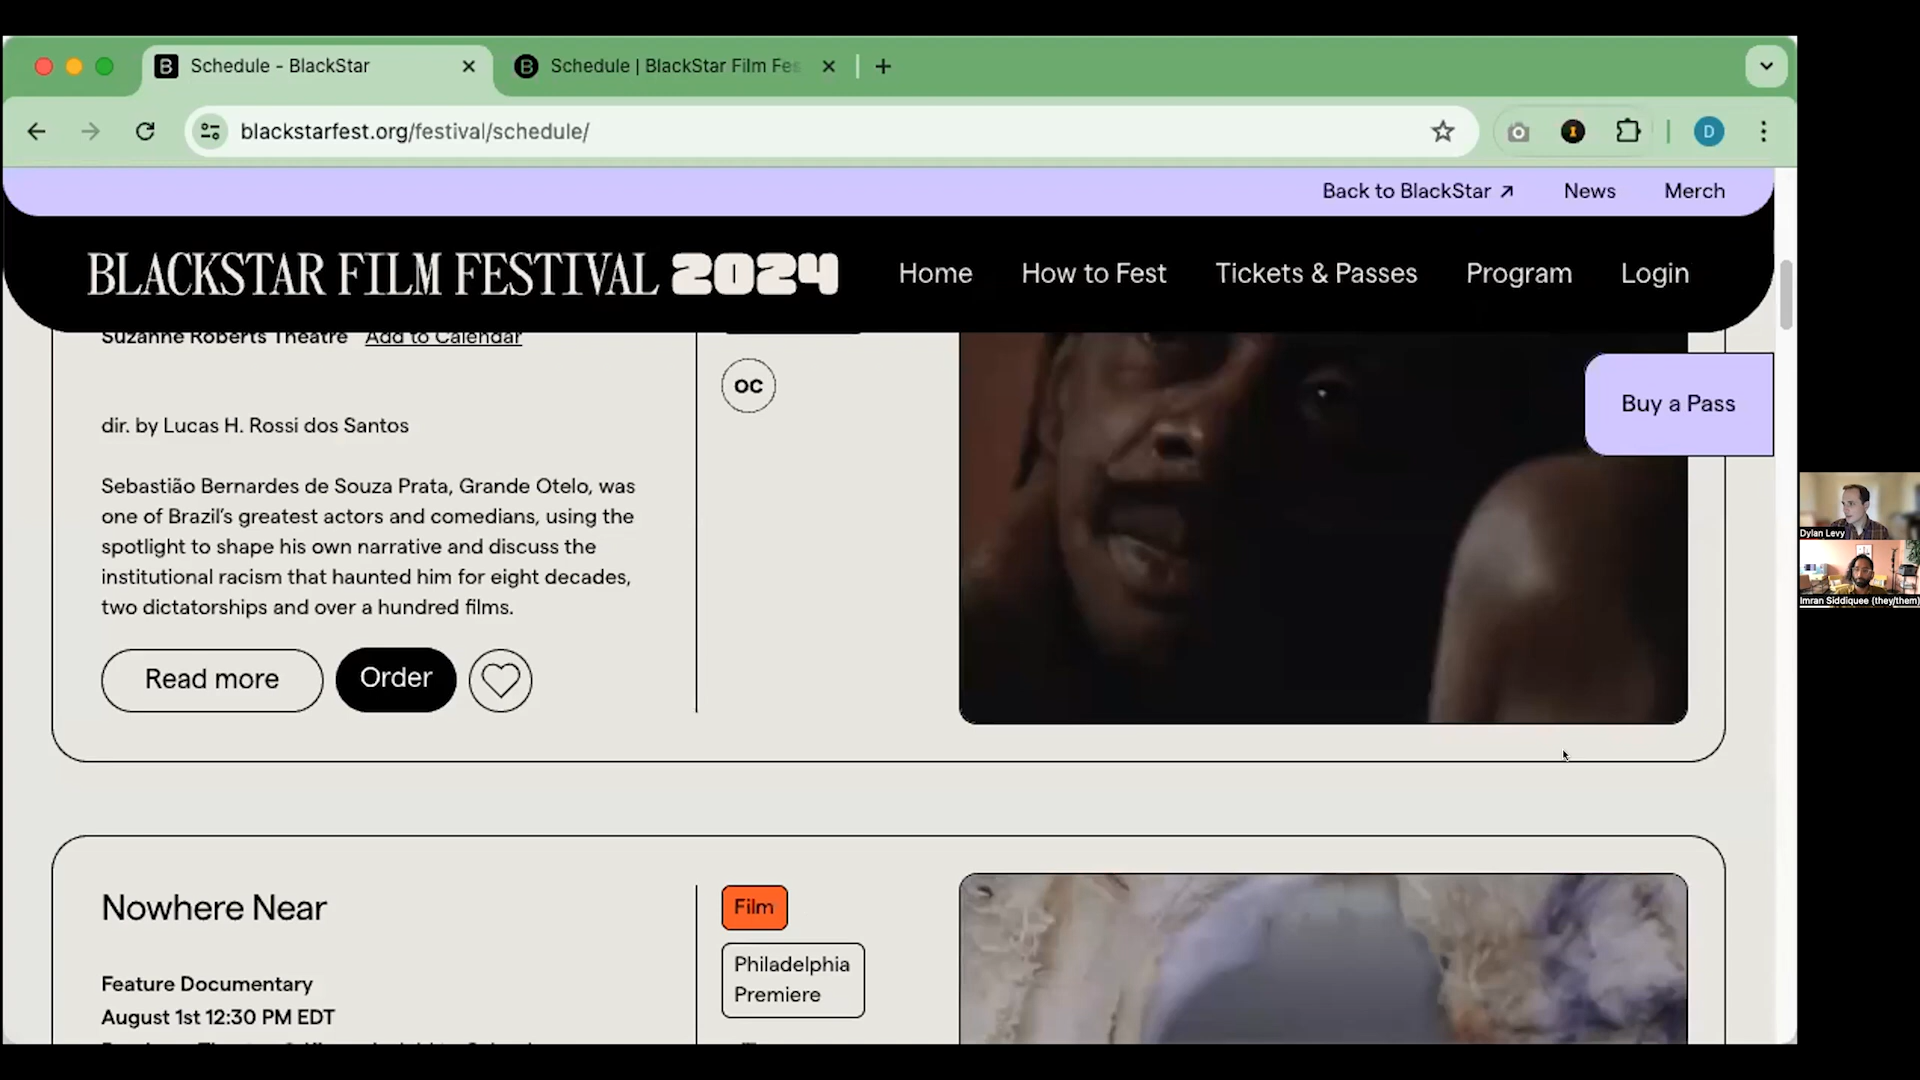 Schedule - BlackStar
Schedule | BlackStar Film Fes
blackstarfest.org/festival/schedule/
D
Back to BlackStar ↗
News
Merch
BLACKSTAR FILM FESTIVAL 2024
Home
How to Fest
Tickets & Passes
Program
Login
Suzanne Roberts Theatre
Add to Calendar
OC
Buy a Pass
dir. by Lucas H. Rossi dos Santos
Sebastião Bernardes de Souza Prata, Grande Otelo, was
one of Brazil’s greatest actors and comedians, using the
spotlight to shape his own narrative and discuss the
institutional racism that haunted him for eight decades,
two dictatorships and over a hundred films.
Read more
Order
Dylan Levy
Imran Siddiquee (they/them)
Nowhere Near
Film
Philadelphia
Premiere
Feature Documentary
August 1st 12:30 PM EDT